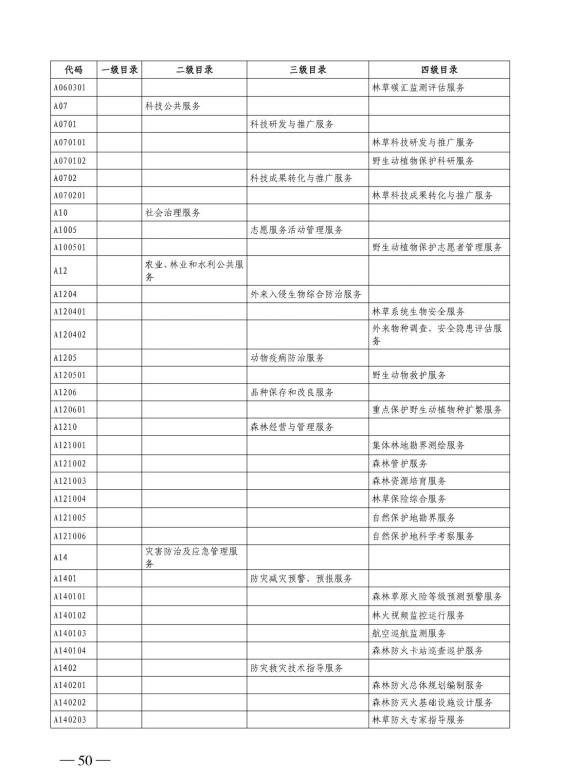 代码 一级目录 二级目录 三级目录 四级目录
A060301 林草碳汇监测评估服务
A07 科技公共服务
A0701 科技研发与推广服务
A070101 林草科技研发与推广服务
A070102 野生动植物保护科研服务
A0702 科技成果转化与推广服务
A070201 林草科技成果转化与推广服务
A10 社会治理服务
A1005 志愿服务活动管理服务
A100501 野生动植物保护志愿者管理服务
A12 农业、林业和水利公共服
务
A1204 外来入侵生物综合防治服务
A120401 林草系统生物安全服务
A120402 外来物种调查、安全隐患评估服
务
A1205 动物疫病防治服务
A120501 野生动物救护服务
A1206 品种保存和改良服务
A120601 重点保护野生动植物种扩繁服务
A1210 森林经营与管理服务
A121001 集体林地勘界测绘服务
A121002 森林管护服务
A121003 森林资源培育服务
A121004 林草保险综合服务
A121005 自然保护地勘界服务
A121006 自然保护地科学考察服务
A14 灾害防治及应急管理服
务
A1401 防灾减灾预警、预报服务
A140101 森林草原火险等级预测预警服务
A140102 林火视频监控运行服务
A140103 航空巡航监测服务
A140104 森林防火卡站巡查巡护服务
A1402 防灾救灾技术指导服务
A140201 森林防火总体规划编制服务
A140202 森林防灭火基础设施设计服务
A140203 林草防火专家指导服务
— 50 —